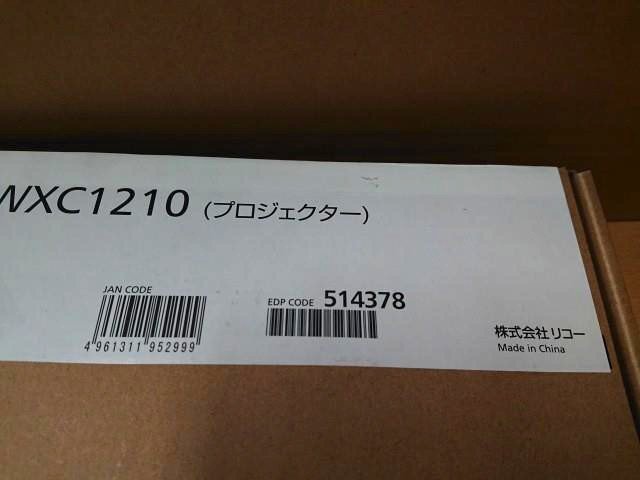 WXC1210 (プロジェクター)
JAN CODE
4 961311 952999
EDP CODE 514378
株式会社リコー
Made in China